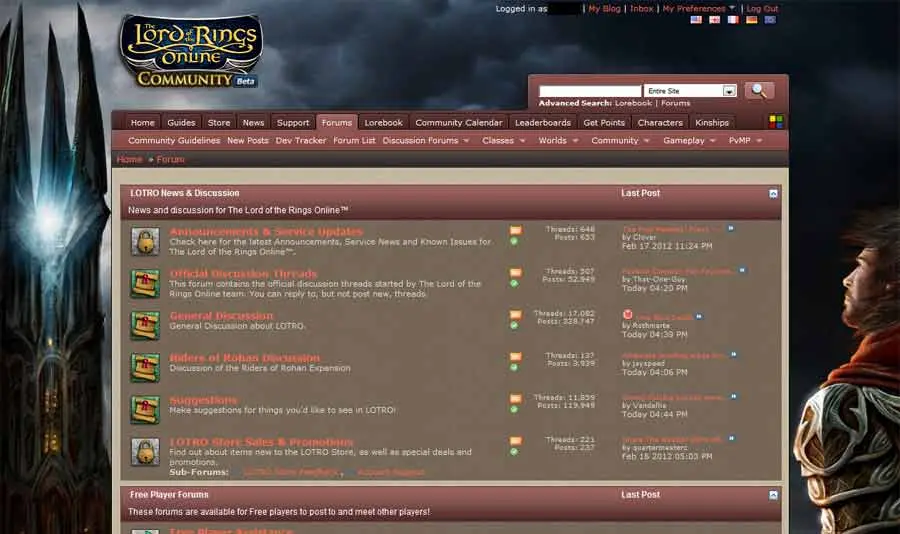 Logged in as | My Blog | Inbox | My Preferences | Log Out
The
Lord of the Rings
Online
Community Beta
Entire Site
Advanced Search: Lorebook | Forums
Home Guides Store News Support Forums Lorebook Community Calendar Leaderboards Get Points Characters Kinships
Community Guidelines New Posts Dev Tracker Forum List Discussion Forums Classes Worlds Community Gameplay PvMP
Home » Forum
LOTRO News & Discussion Last Post
News and discussion for The Lord of the Rings Online™
Announcements & Service Updates
Check here for the latest Announcements, Service News and Known Issues for
The Lord of the Rings Online™.
Threads: 648
Posts: 653
by Clover
Feb 17 2012 11:24 PM
Official Discussion Threads
This forum contains the official discussion threads started by The Lord of the
Rings Online team. You can reply to, but not post new, threads.
Threads: 507
Posts: 52,949
by That-One-Guy
Today 04:20 PM
General Discussion
General Discussion about LOTRO.
Threads: 17,082
Posts: 328,747
by Rothmarte
Today 04:39 PM
Riders of Rohan Discussion
Discussion of the Riders of Rohan Expansion
Threads: 137
Posts: 3,939
by jayspeed
Today 04:06 PM
Suggestions
Make suggestions for things you'd like to see in LOTRO!
Threads: 11,839
Posts: 119,949
by Vandafire
Today 04:44 PM
LOTRO Store Sales & Promotions
Find out about items new to the LOTRO Store, as well as special deals and
promotions.
Sub-Forums: LOTRO Store Feedback, Account Support
Threads: 221
Posts: 237
by quartermasterc
Feb 18 2012 05:03 PM
Free Player Forums Last Post
These forums are available for Free players to post to and meet other players!
Free Player Assistance